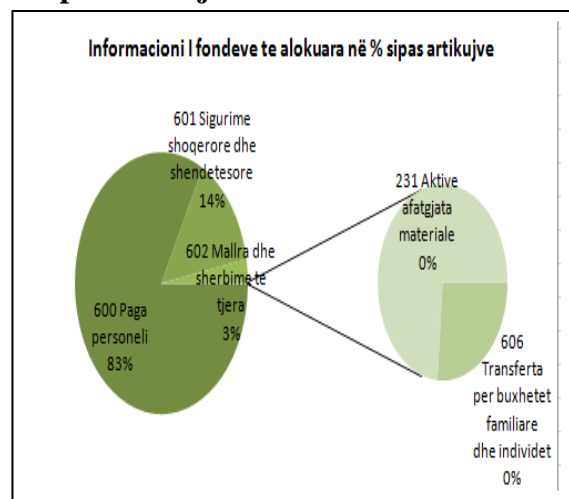 Informacioni I fondeve te alokuara në % sipas artikujve
601 Sigurime
shoqerore dhe
shendetesore
14%
602 Mallra dhe
sherbime te
tjera
3%
600 Paga
personeli
83%
231 Aktive
afatgjata
materiale
0%
606
Transferta
per buxhetet
familiare
dhe individet
0%